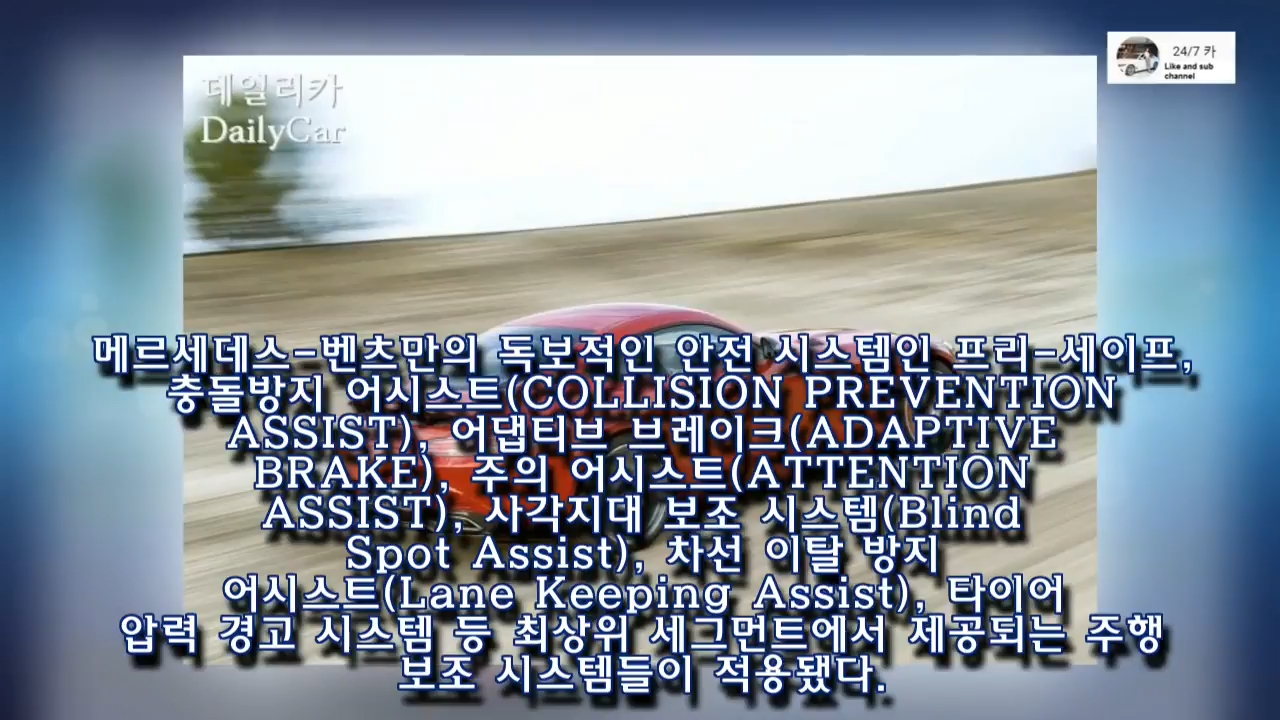 데일리카
DailyCar
24/7 카
Like and sub
channel
메르세데스-벤츠만의 독보적인 안전 시스템인 프리-세이프,
충돌방지 어시스트(COLLISION PREVENTION
ASSIST), 어댑티브 브레이크(ADAPTIVE
BRAKE), 주의 어시스트(ATTENTION
ASSIST), 사각지대 보조 시스템(Blind
Spot Assist), 차선 이탈 방지
어시스트(Lane Keeping Assist), 타이어
압력 경고 시스템 등 최상위 세그먼트에서 제공되는 주행
보조 시스템들이 적용됐다.